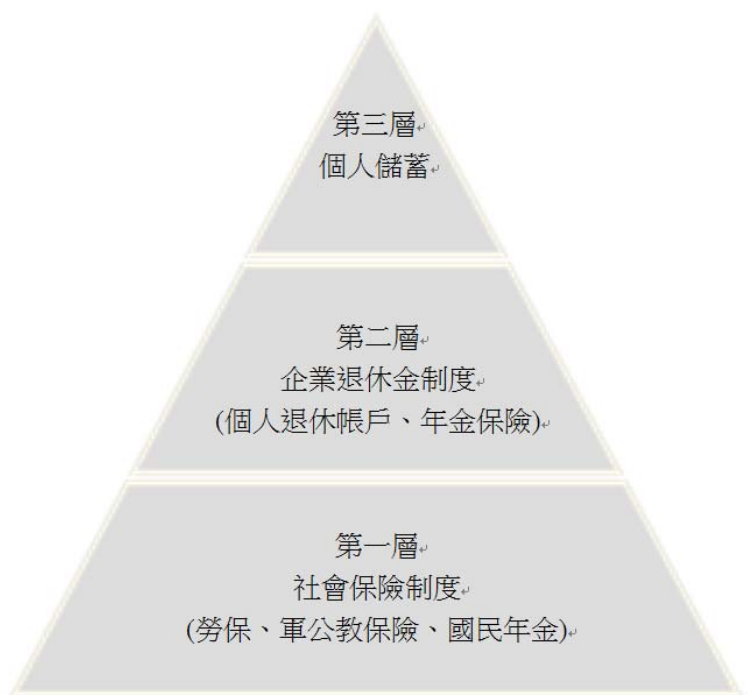 第三層
個人儲蓄
第二層
企業退休金制度
(個人退休帳戶、年金保險)
第一層
社會保險制度
(勞保、軍公教保險、國民年金)